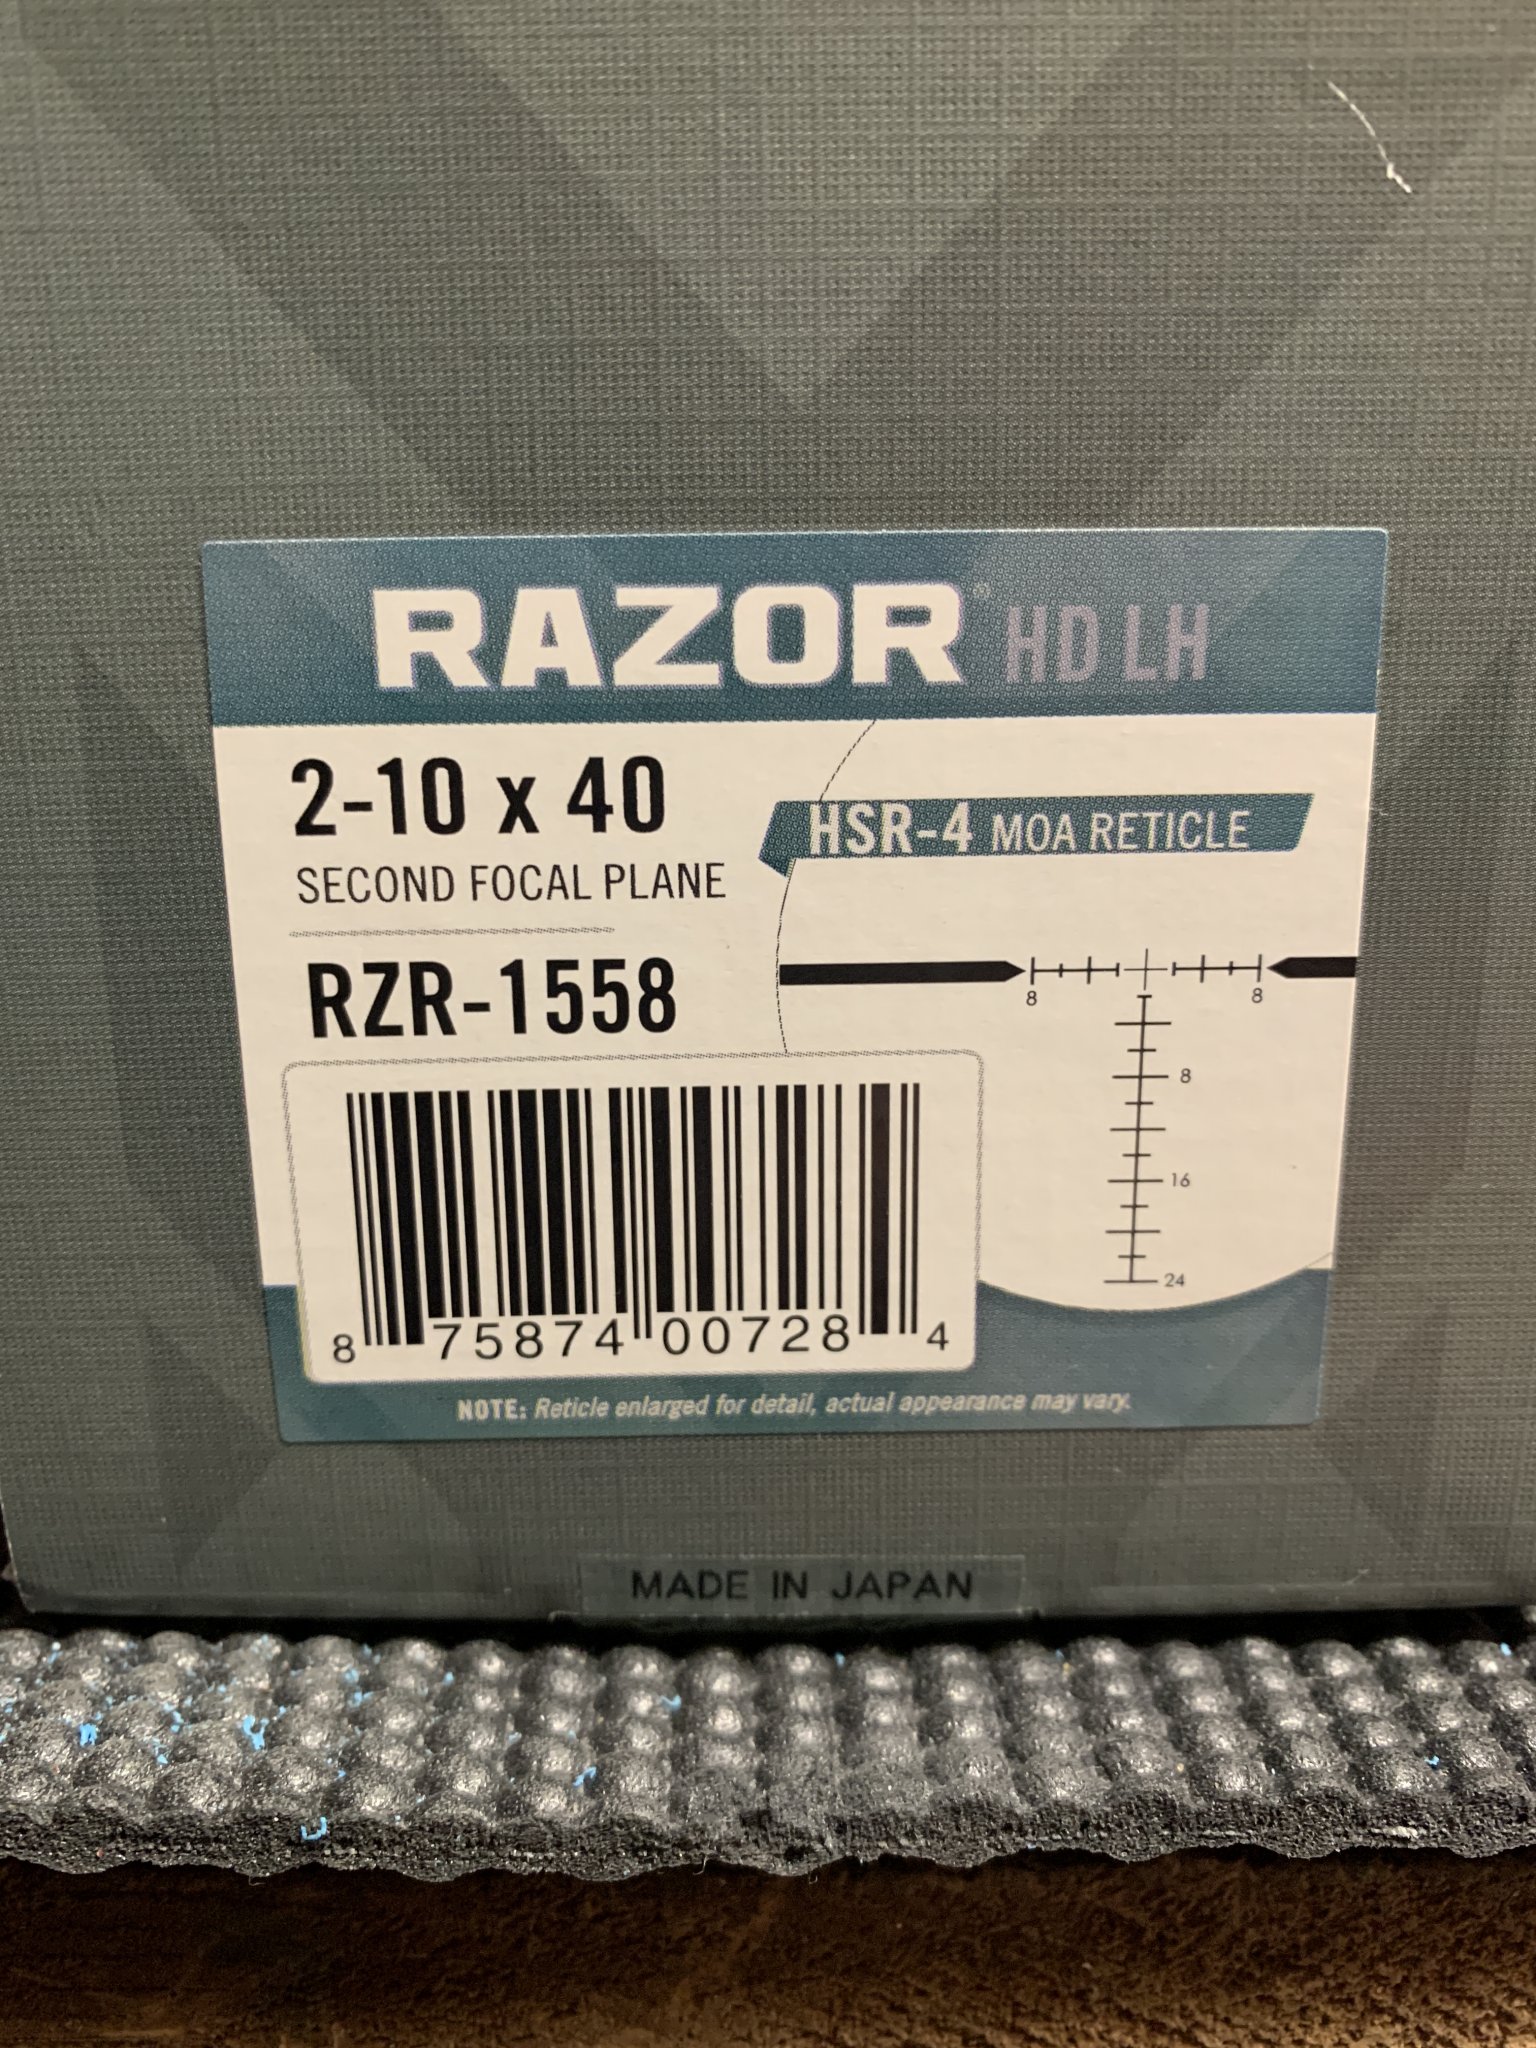 RAZOR® HD LH
2-10 x 40
SECOND FOCAL PLANE
RZR-1558
HSR-4 MOA RETICLE
8 8
8
16
24
8 75874 00728 4
NOTE: Reticle enlarged for detail, actual appearance may vary.
MADE IN JAPAN